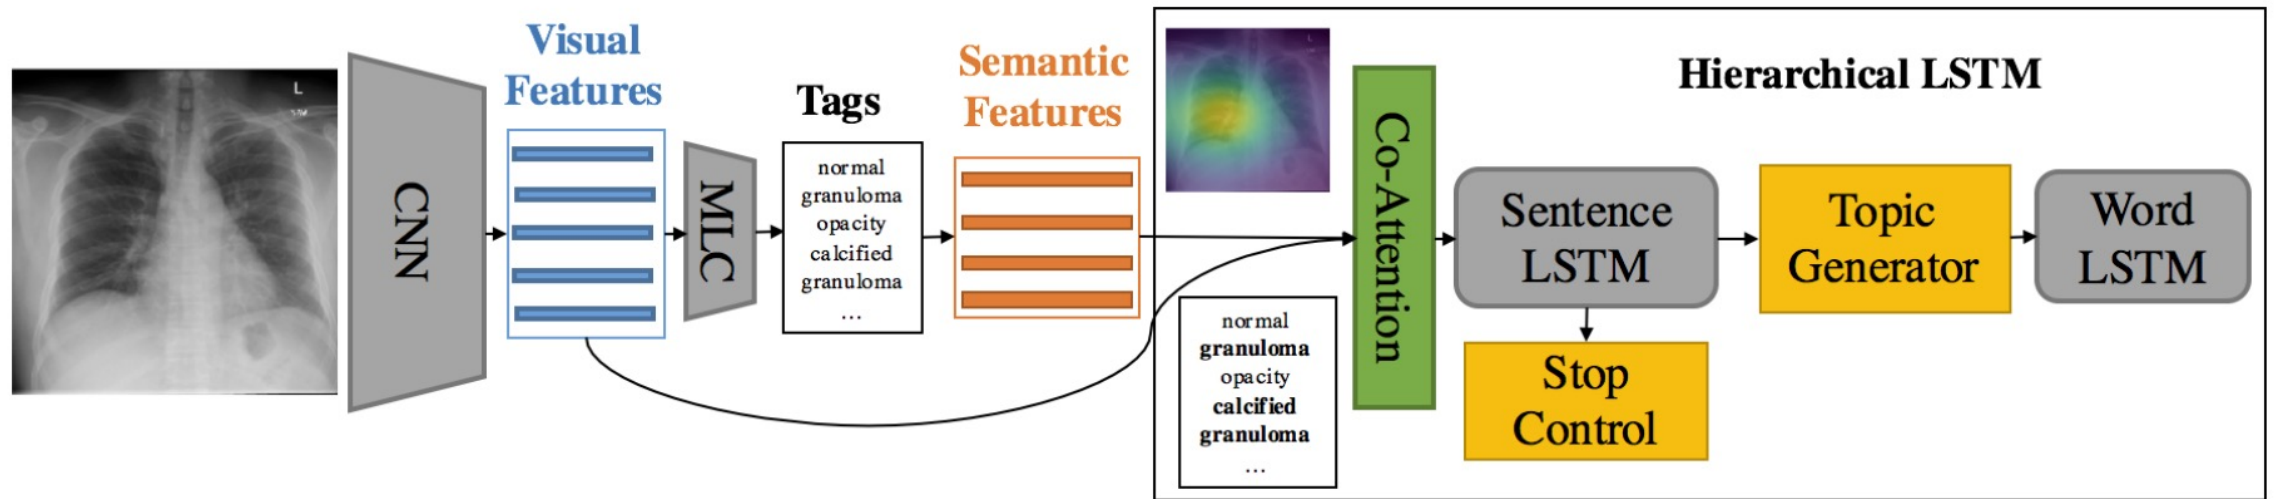 L
CNN
Visual
Features
MLC
Tags
normal
granuloma
opacity
calcified
granuloma
...
Semantic
Features
L
normal
granuloma
opacity
calcified
granuloma
...
Co-Attention
Hierarchical LSTM
Sentence
LSTM
Stop
Control
Topic
Generator
Word
LSTM